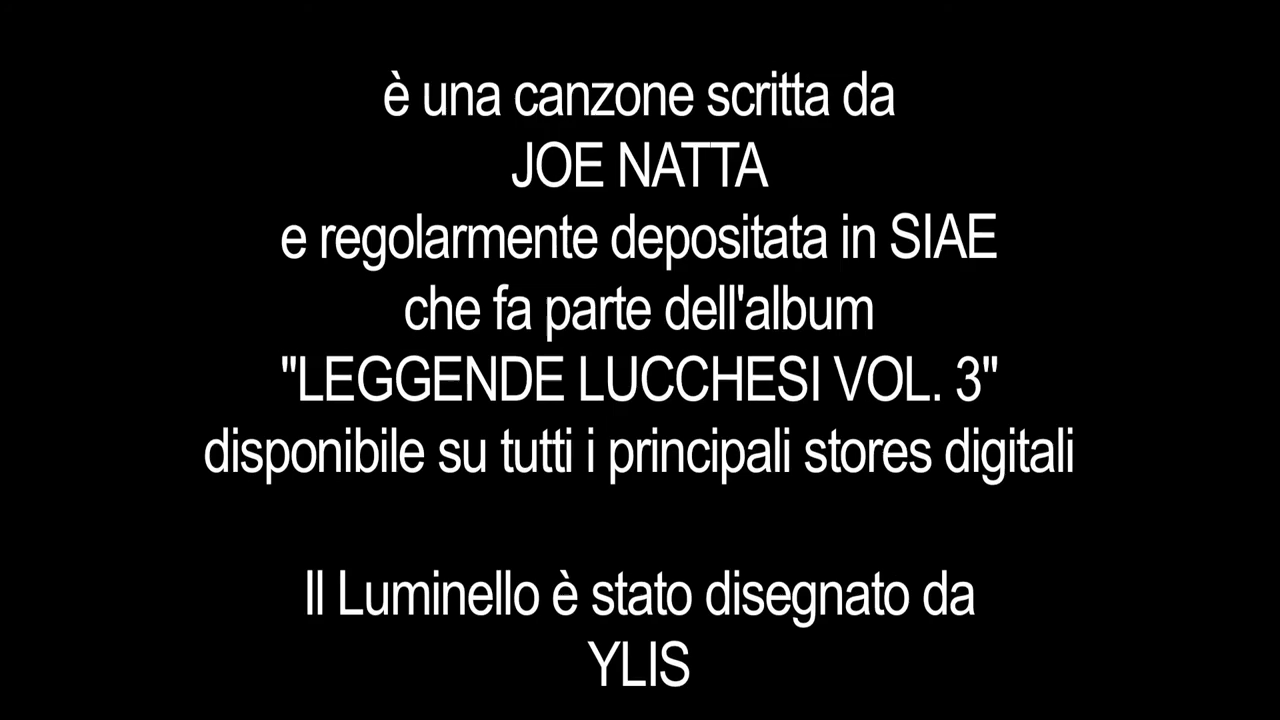 è una canzone scritta da
JOE NATTA
e regolarmente depositata in SIAE
che fa parte dell'album
"LEGGENDE LUCCHESI VOL. 3"
disponibile su tutti i principali stores digitali
Il Luminello è stato disegnato da
YLIS